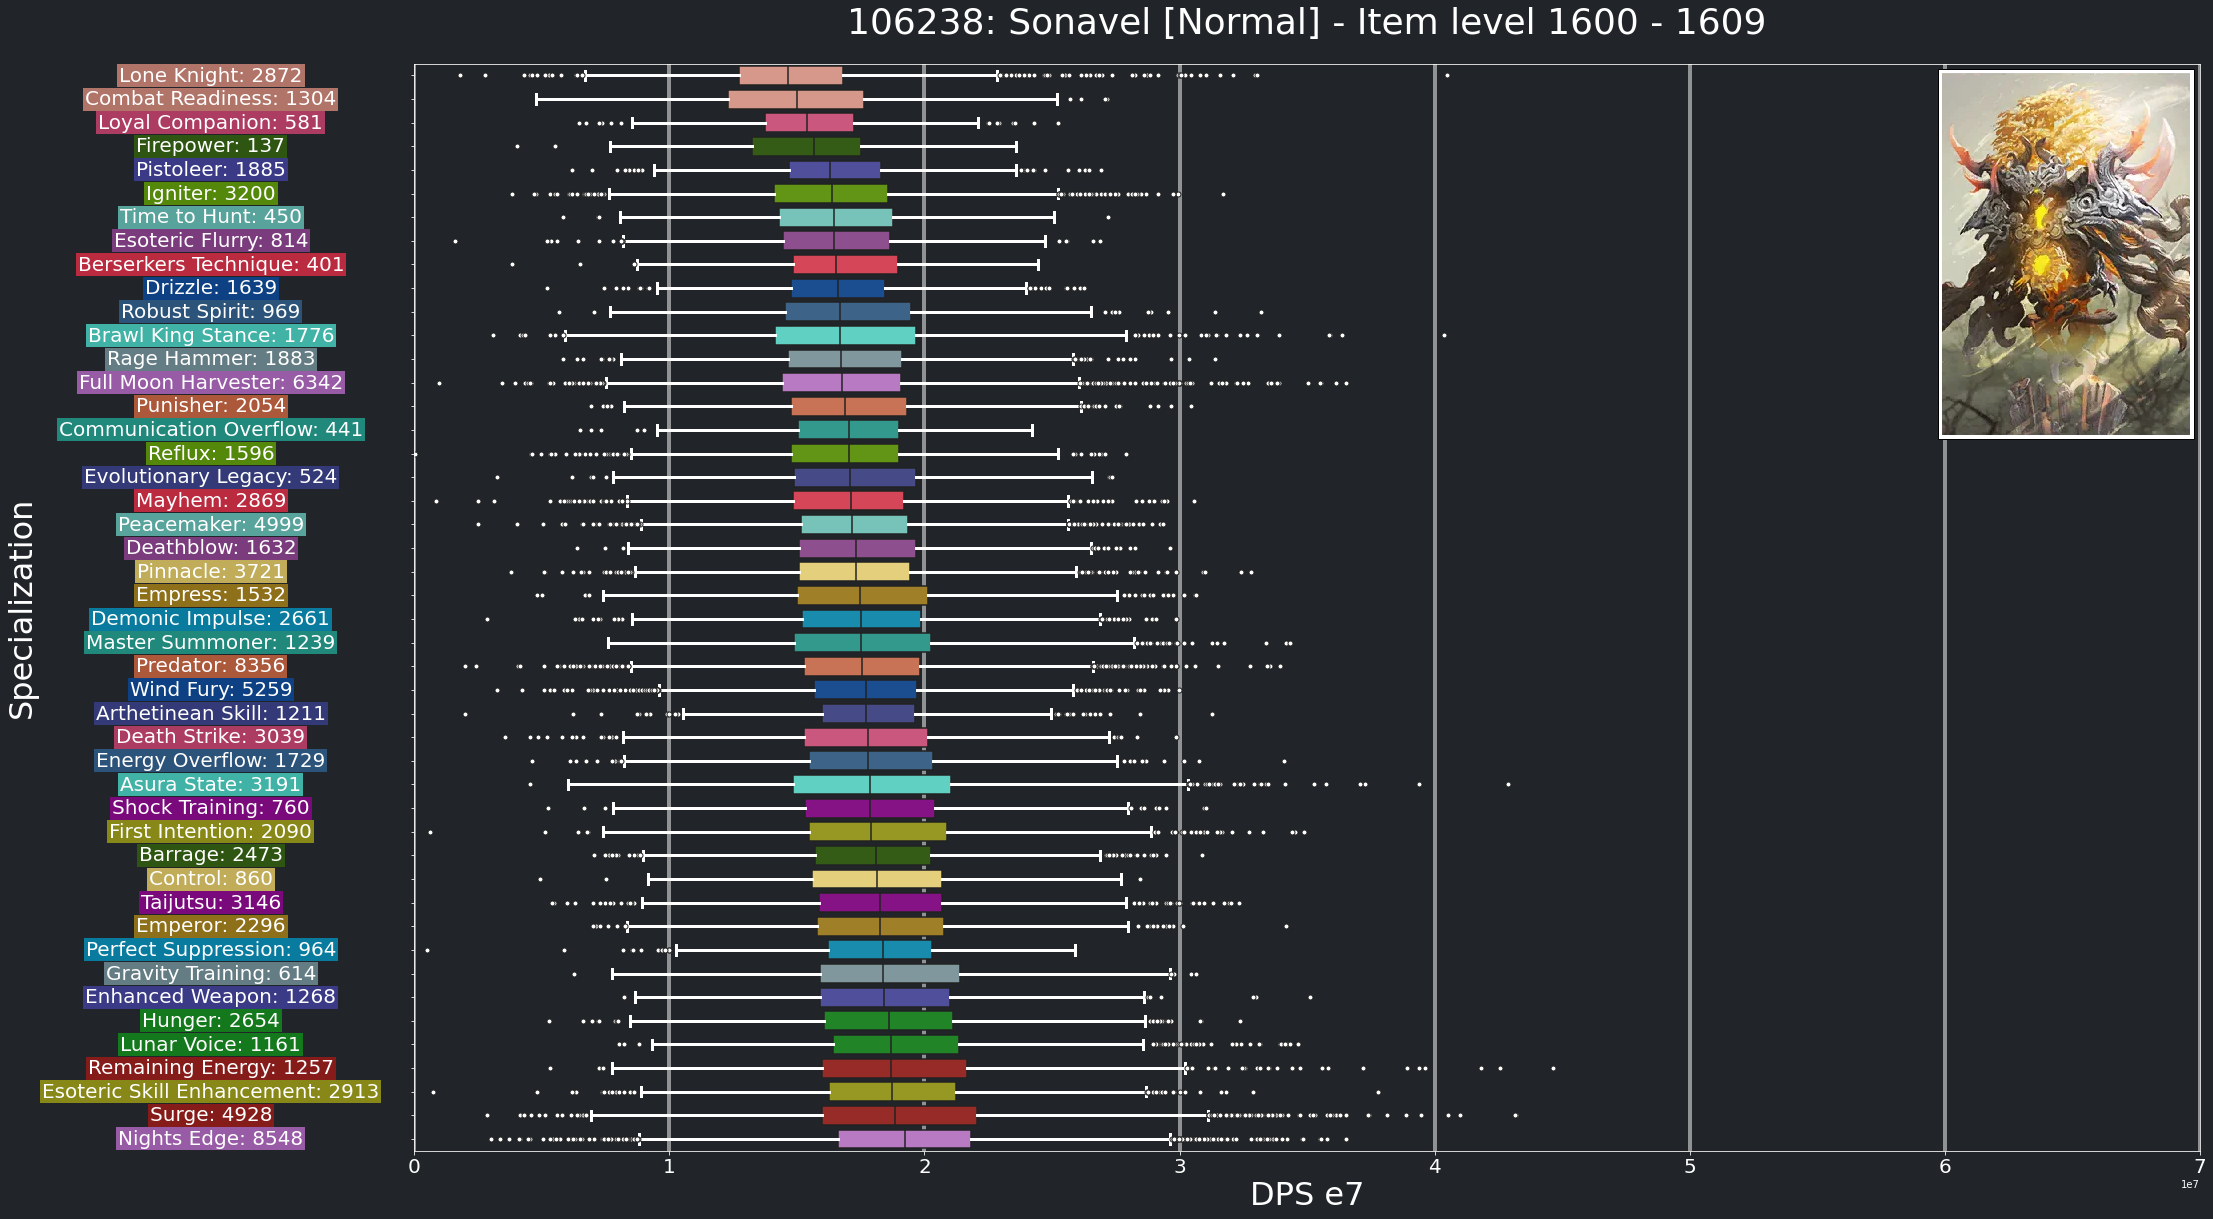 106238: Sonavel [Normal] - Item level 1600 - 1609
Lone Knight: 2872
Combat Readiness: 1304
Loyal Companion: 581
Firepower: 137
Pistoleer: 1885
Igniter: 3200
Time to Hunt: 450
Esoteric Flurry: 814
Berserkers Technique: 401
Drizzle: 1639
Robust Spirit: 969
Brawl King Stance: 1776
Rage Hammer: 1883
Full Moon Harvester: 6342
Punisher: 2054
Communication Overflow: 441
Reflux: 1596
Evolutionary Legacy: 524
Mayhem: 2869
Peacemaker: 4999
Deathblow: 1632
Pinnacle: 3721
Empress: 1532
Demonic Impulse: 2661
Master Summoner: 1239
Predator: 8356
Wind Fury: 5259
Arthetinean Skill: 1211
Death Strike: 3039
Energy Overflow: 1729
Asura State: 3191
Shock Training: 760
First Intention: 2090
Barrage: 2473
Control: 860
Taijutsu: 3146
Emperor: 2296
Perfect Suppression: 964
Gravity Training: 614
Enhanced Weapon: 1268
Hunger: 2654
Lunar Voice: 1161
Remaining Energy: 1257
Esoteric Skill Enhancement: 2913
Surge: 4928
Nights Edge: 8548
Specialization
0 1 2 3 4 5 6 7
1e7
DPS e7